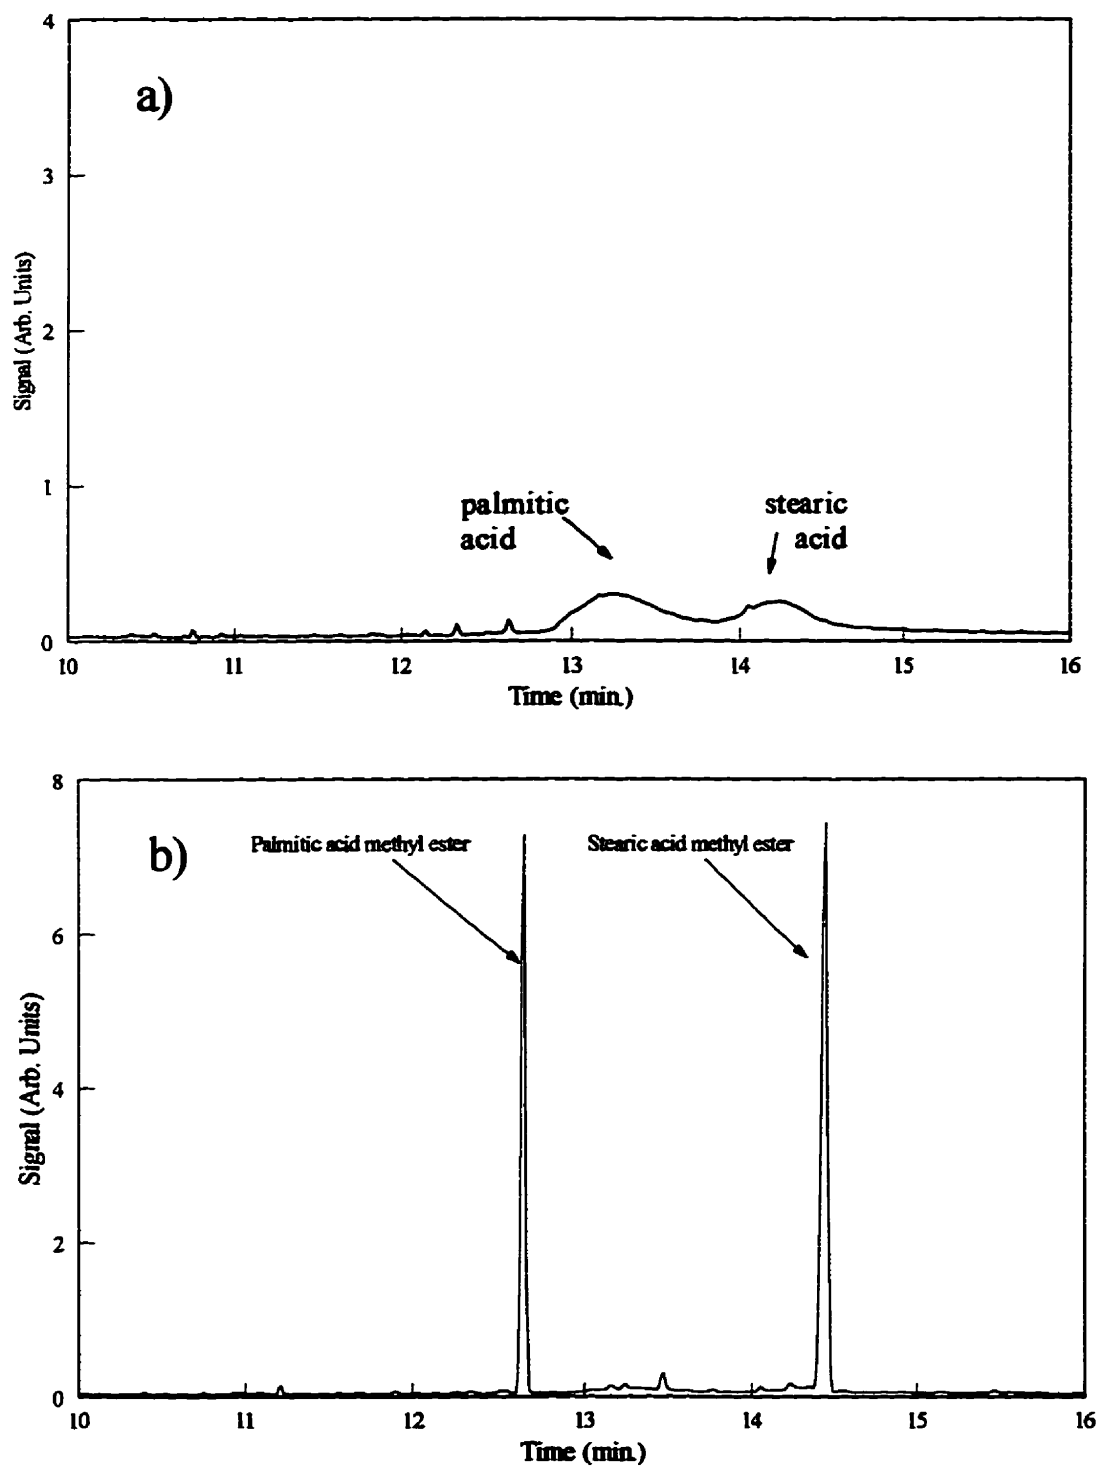 4
a)
3
Signal (Arb. Units)
2
1
palmitic
acid
stearic
acid
0
10 11 12 13 14 15 16
Time (min.)
8
b)
Palmitic acid methyl ester
Stearic acid methyl ester
6
Signal (Arb. Units)
4
2
0
10 11 12 13 14 15 16
Time (min.)